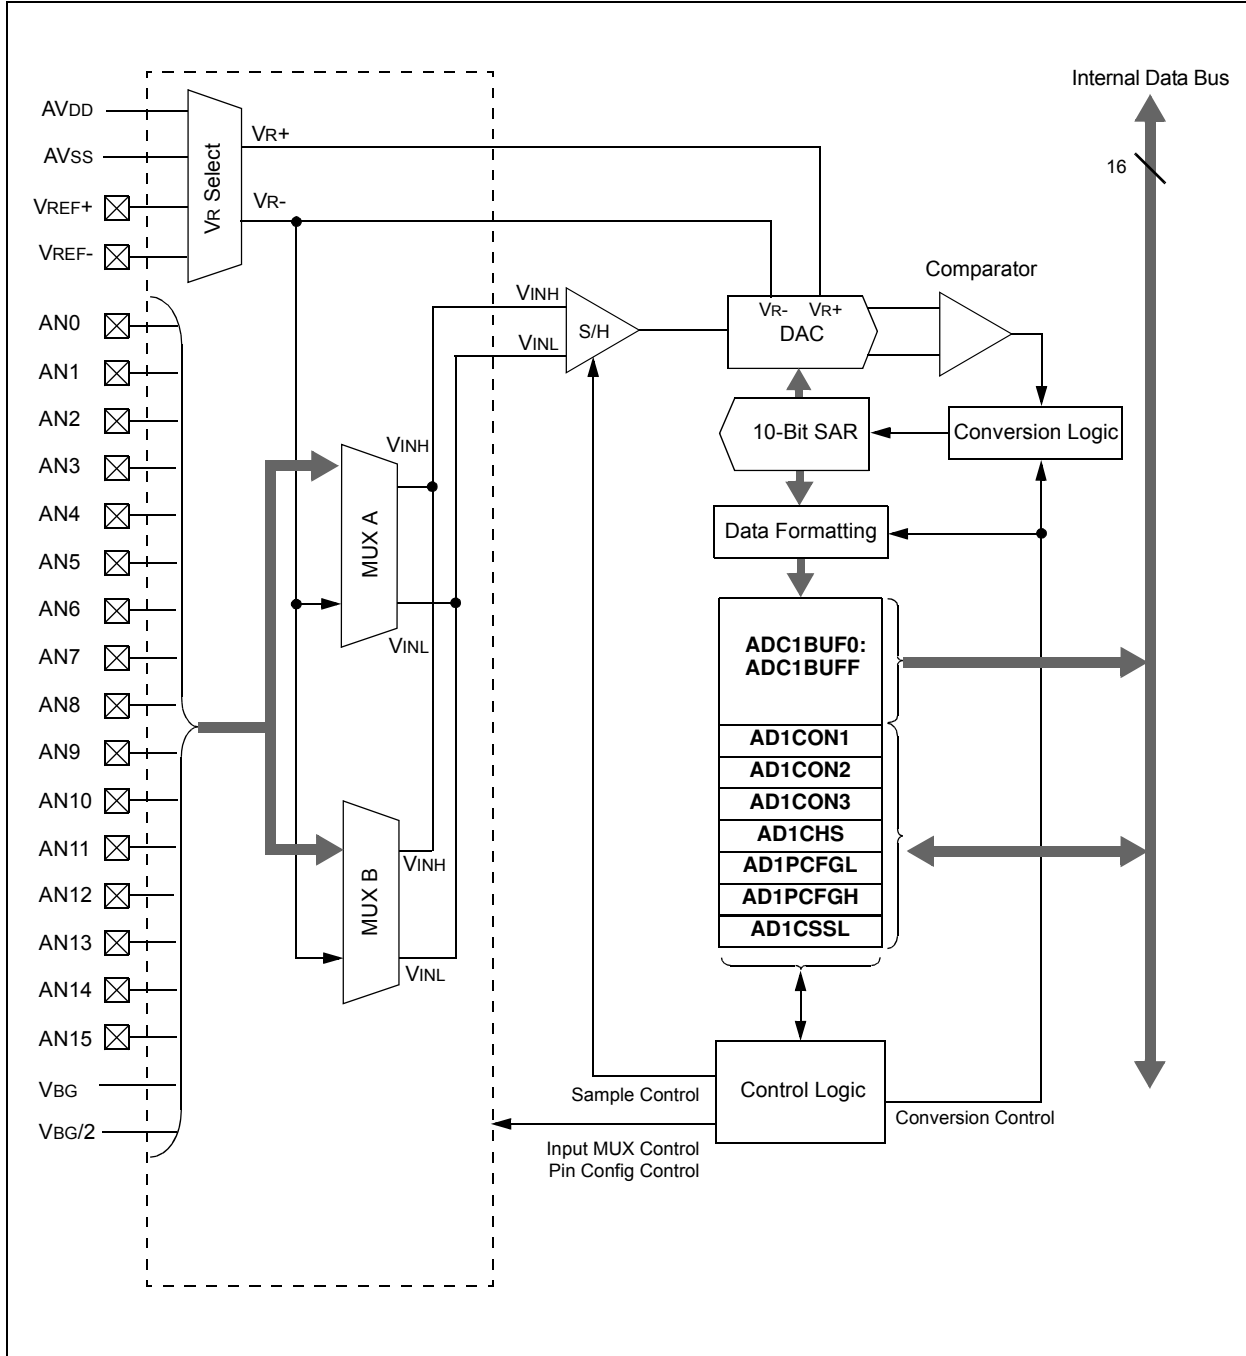 Internal Data Bus
16
AVDD
AVSS
VREF+
VREF-
VR Select
VR+
VR-
Comparator
VINH
VINL
S/H
VR- VR+
DAC
AN0
AN1
AN2
AN3
AN4
AN5
AN6
AN7
AN8
AN9
AN10
AN11
AN12
AN13
AN14
AN15
VBG
VBG/2
VINH
MUX A
VINL
VINH
MUX B
VINL
10-Bit SAR
Conversion Logic
Data Formatting
ADC1BUF0:
ADC1BUFF
AD1CON1
AD1CON2
AD1CON3
AD1CHS
AD1PCFGL
AD1PCFGH
AD1CSSL
Control Logic
Sample Control
Conversion Control
Input MUX Control
Pin Config Control